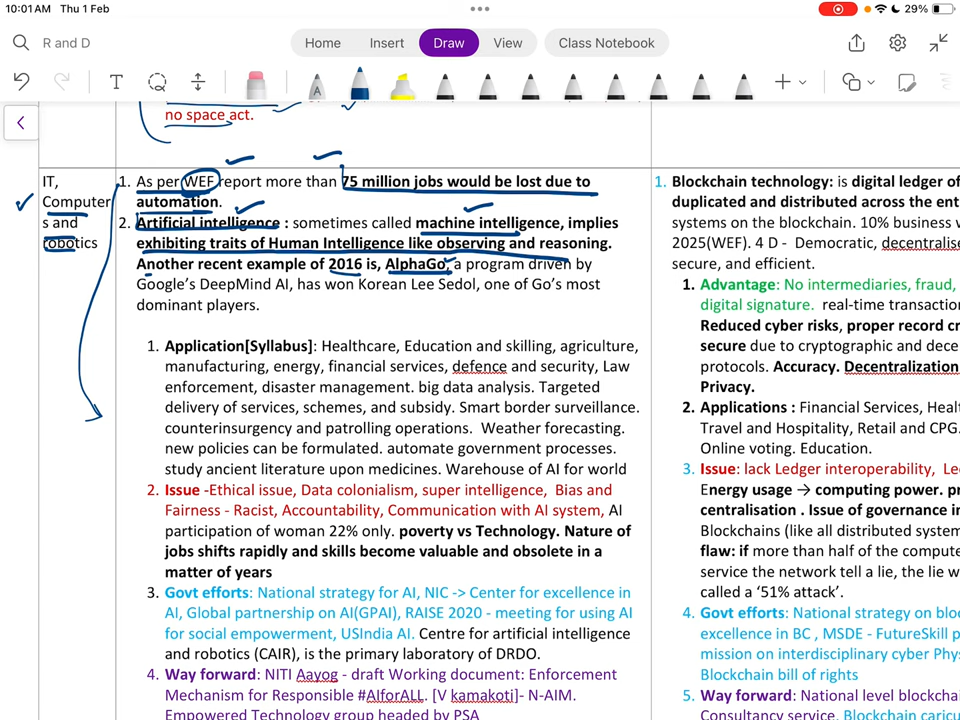 10:01 AM Thu 1 Feb
29%
R and D
Home Insert Draw View Class Notebook
T
A
no space act.
IT,
Computer
s and
robotics
1. As per WEF report more than 75 million jobs would be lost due to
automation.
2. Artificial intelligence : sometimes called machine intelligence, implies
exhibiting traits of Human Intelligence like observing and reasoning.
Another recent example of 2016 is, AlphaGo, a program driven by
Google's DeepMind AI, has won Korean Lee Sedol, one of Go's most
dominant players.
1. Application[Syllabus]: Healthcare, Education and skilling, agriculture,
manufacturing, energy, financial services, defence and security, Law
enforcement, disaster management. big data analysis. Targeted
delivery of services, schemes, and subsidy. Smart border surveillance.
counterinsurgency and patrolling operations. Weather forecasting.
new policies can be formulated. automate government processes.
study ancient literature upon medicines. Warehouse of AI for world
2. Issue -Ethical issue, Data colonialism, super intelligence, Bias and
Fairness - Racist, Accountability, Communication with AI system, AI
participation of woman 22% only. poverty vs Technology. Nature of
jobs shifts rapidly and skills become valuable and obsolete in a
matter of years
3. Govt efforts: National strategy for AI, NIC -> Center for excellence in
AI, Global partnership on AI(GPAI), RAISE 2020 - meeting for using AI
for social empowerment, USIndia AI. Centre for artificial intelligence
and robotics (CAIR), is the primary laboratory of DRDO.
4. Way forward: NITI Aayog - draft Working document: Enforcement
Mechanism for Responsible #AIforALL. [V kamakoti]- N-AIM.
Empowered Technology group headed by PSA
1. Blockchain technology: is digital ledger of
duplicated and distributed across the ent
systems on the blockchain. 10% business v
2025(WEF). 4 D - Democratic, decentralise
secure, and efficient.
1. Advantage: No intermediaries, fraud,
digital signature. real-time transaction
Reduced cyber risks, proper record cr
secure due to cryptographic and dece
protocols. Accuracy. Decentralization
Privacy.
2. Applications : Financial Services, Healt
Travel and Hospitality, Retail and CPG.
Online voting. Education.
3. Issue: lack Ledger interoperability, Le
Energy usage → computing power. pr
centralisation . Issue of governance in
Blockchains (like all distributed system
flaw: if more than half of the compute
service the network tell a lie, the lie w
called a '51% attack'.
4. Govt efforts: National strategy on bloc
excellence in BC , MSDE - FutureSkill p
mission on interdisciplinary cyber Phys
Blockchain bill of rights
5. Way forward: National level blockchai
Consultancy service. Blockchain caricu